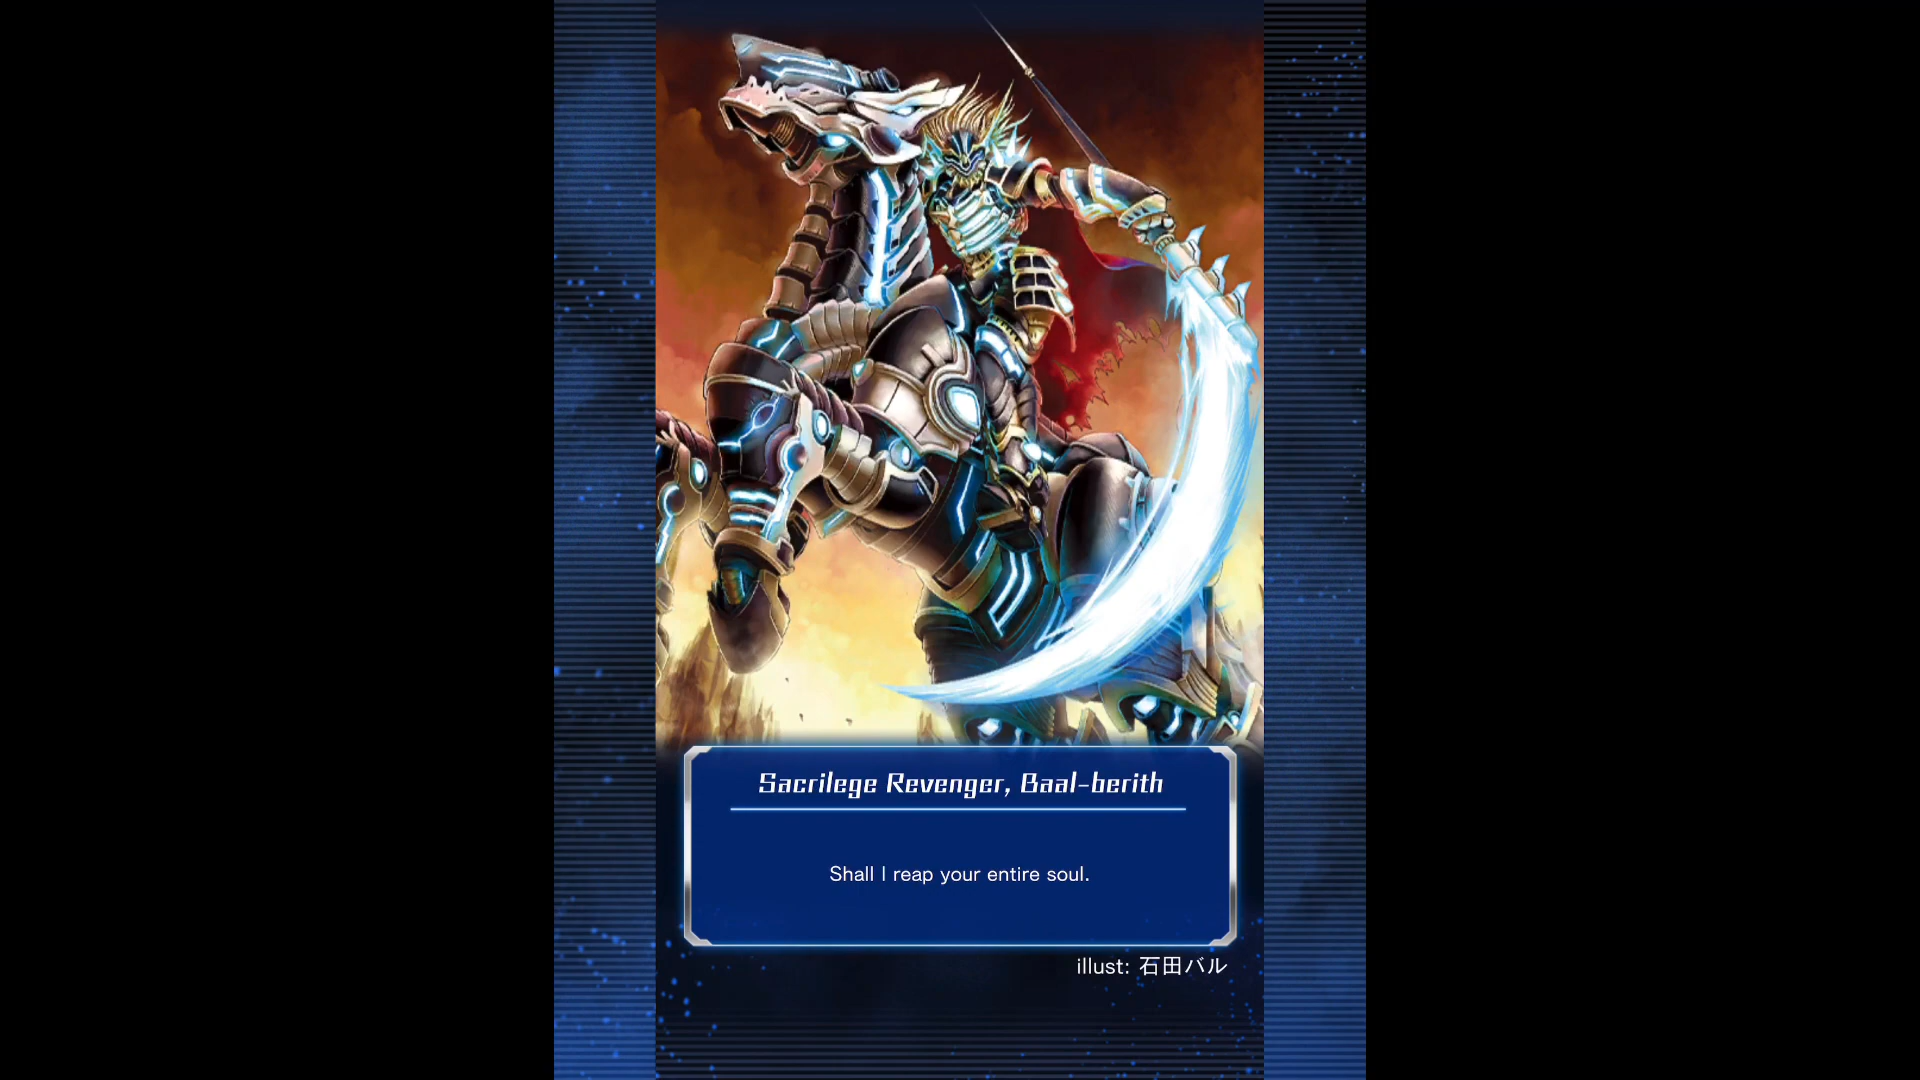 Sacrilege Revenger, Baal-berith
Shall I reap your entire soul.
illust: 石田バル